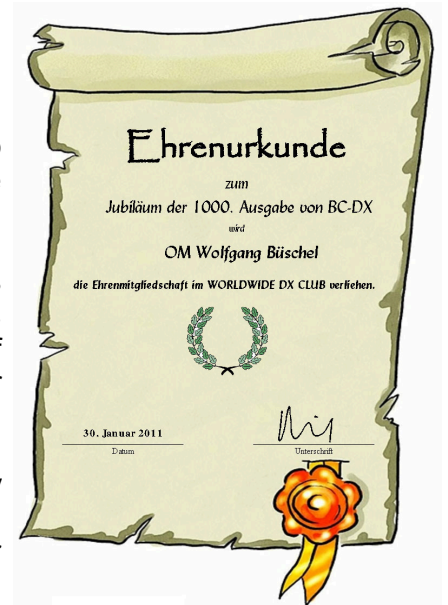 Ehrenurkunde
zum
Jubiläum der 1000. Ausgabe von BC-DX
wird
OM Wolfgang Büschel
die Ehrenmitgliedschaft im WORLDWIDE DX CLUB verliehen.
30. Januar 2011
Datum
Unterschrift